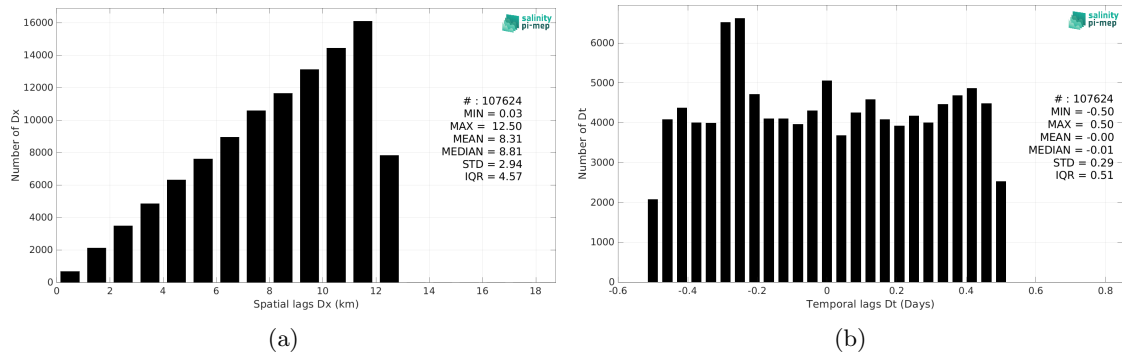 16000
14000
12000
10000
8000
6000
4000
2000
0
Number of Dx
0 2 4 6 8 10 12 14 16 18
Spatial lags Dx (km)
salinity
pi-mep
# : 107624
MIN = 0.03
MAX = 12.50
MEAN = 8.31
MEDIAN = 8.81
STD = 2.94
IQR = 4.57
(a)
6000
5000
4000
3000
2000
1000
0
Number of Dt
-0.6 -0.4 -0.2 0 0.2 0.4 0.6 0.8
Temporal lags Dt (Days)
salinity
pi-mep
# : 107624
MIN = -0.50
MAX = 0.50
MEAN = -0.00
MEDIAN = -0.01
STD = 0.29
IQR = 0.51
(b)